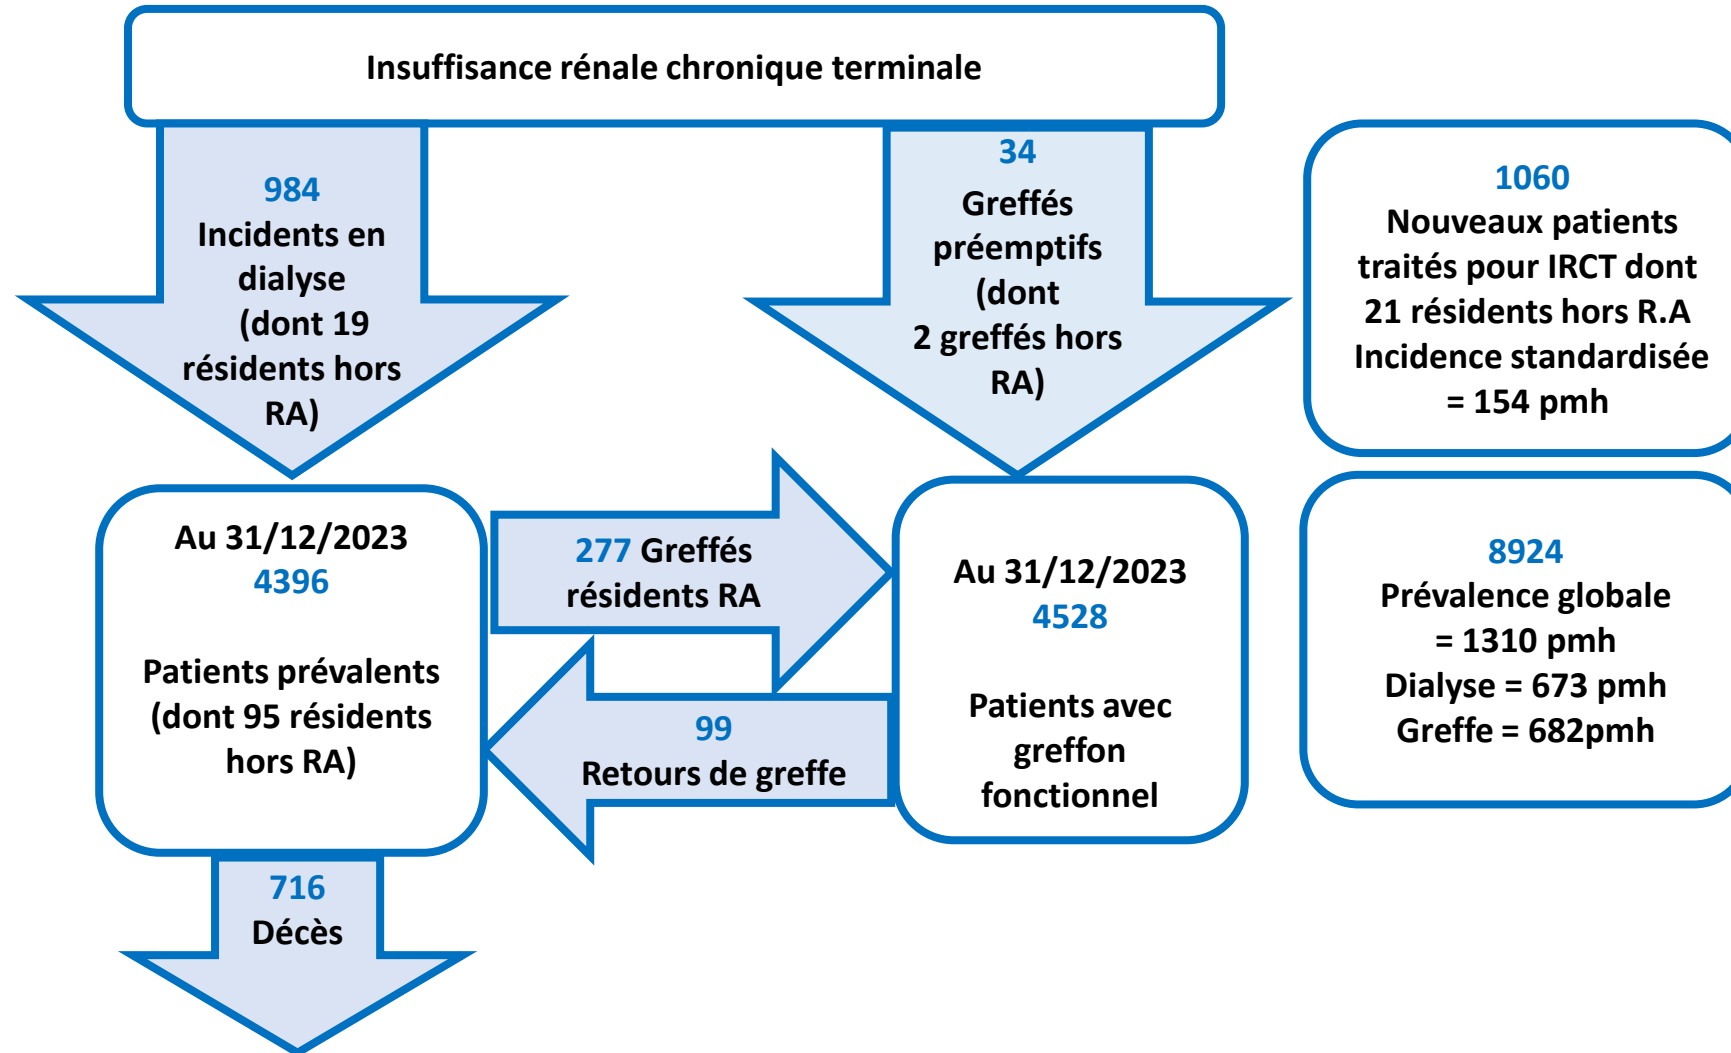 Insuffisance rénale chronique terminale
984
Incidents en
dialyse
(dont 19
résidents hors
RA)
34
Greffés
préemptifs
(dont
2 greffés hors
RA)
1060
Nouveaux patients
traités pour IRCT dont
21 résidents hors R.A
Incidence standardisée
= 154 pmh
Au 31/12/2023
4396
Patients prévalents
(dont 95 résidents
hors RA)
277 Greffés
résidents RA
99
Retours de greffe
Au 31/12/2023
4528
Patients avec
greffon
fonctionnel
8924
Prévalence globale
= 1310 pmh
Dialyse = 673 pmh
Greffe = 682pmh
716
Décès